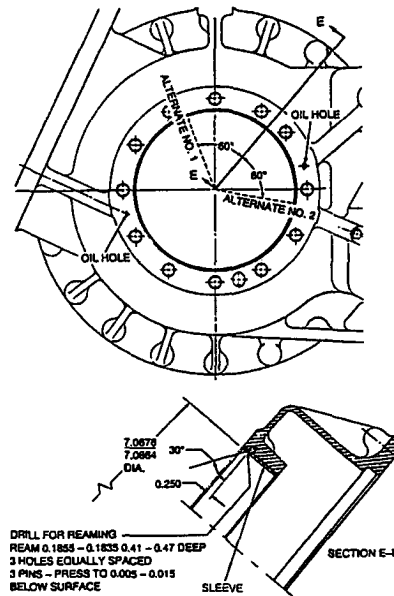 E
OIL HOLE
ALTERNATE NO. 1
60°
60°
E
ALTERNATE NO. 2
OIL HOLE
7.0676
7.0664
DIA.
30°
0.250
DRILL FOR REAMING
REAM 0.1855 - 0.1835 0.41 - 0.47 DEEP
3 HOLES EQUALLY SPACED
3 PINS - PRESS TO 0.005 - 0.015
BELOW SURFACE
SLEEVE
SECTION E-E